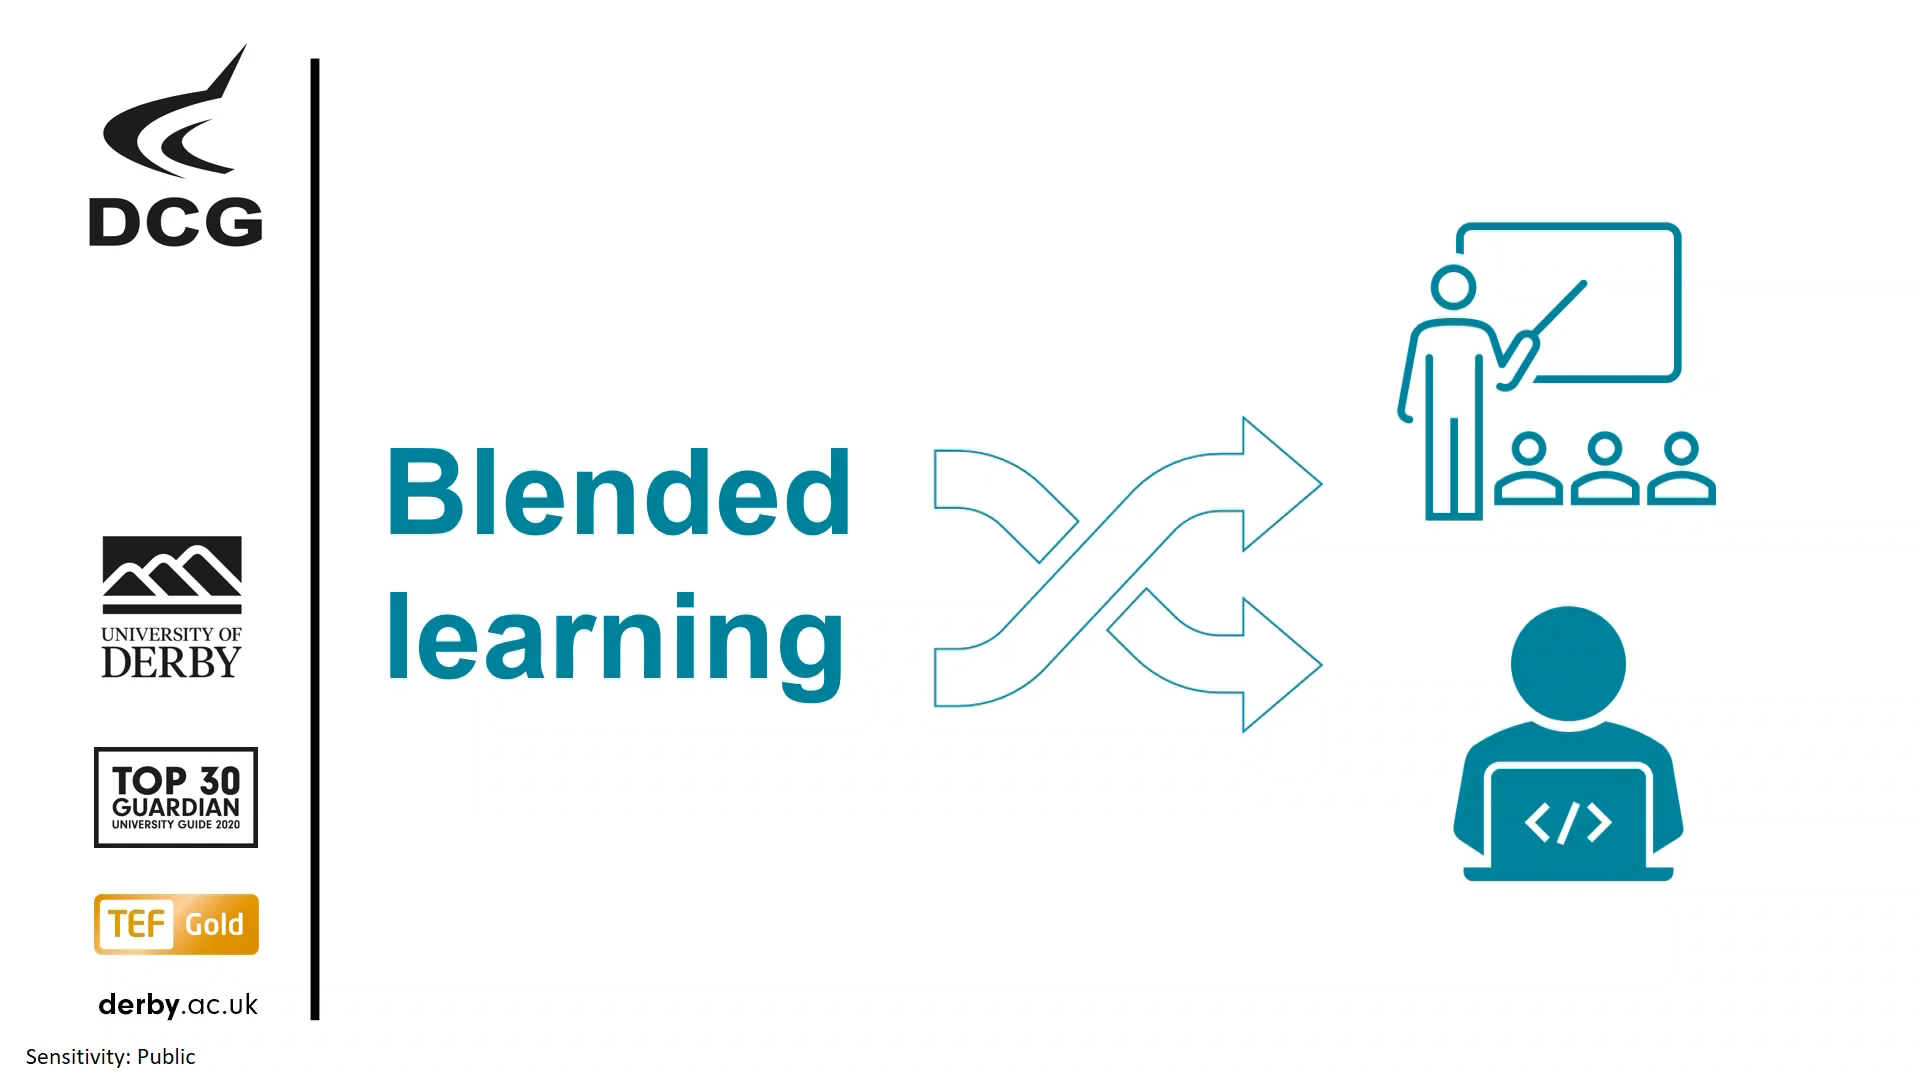 DCG
UNIVERSITY OF
DERBY
TOP 30
GUARDIAN
UNIVERSITY GUIDE 2020
TEF Gold
derby.ac.uk
Sensitivity: Public
Blended
learning
</>